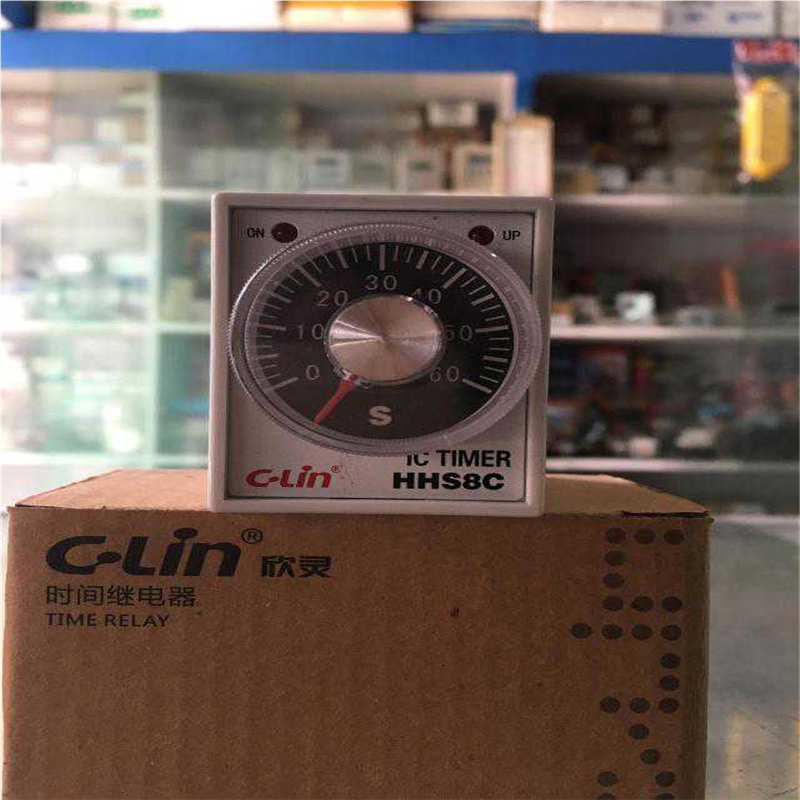 ON
UP
0 10 20 30 40 50 60
S
C-Lin®
IC TIMER
HHS8C
C-Lin® 欣灵
时间继电器
TIME RELAY